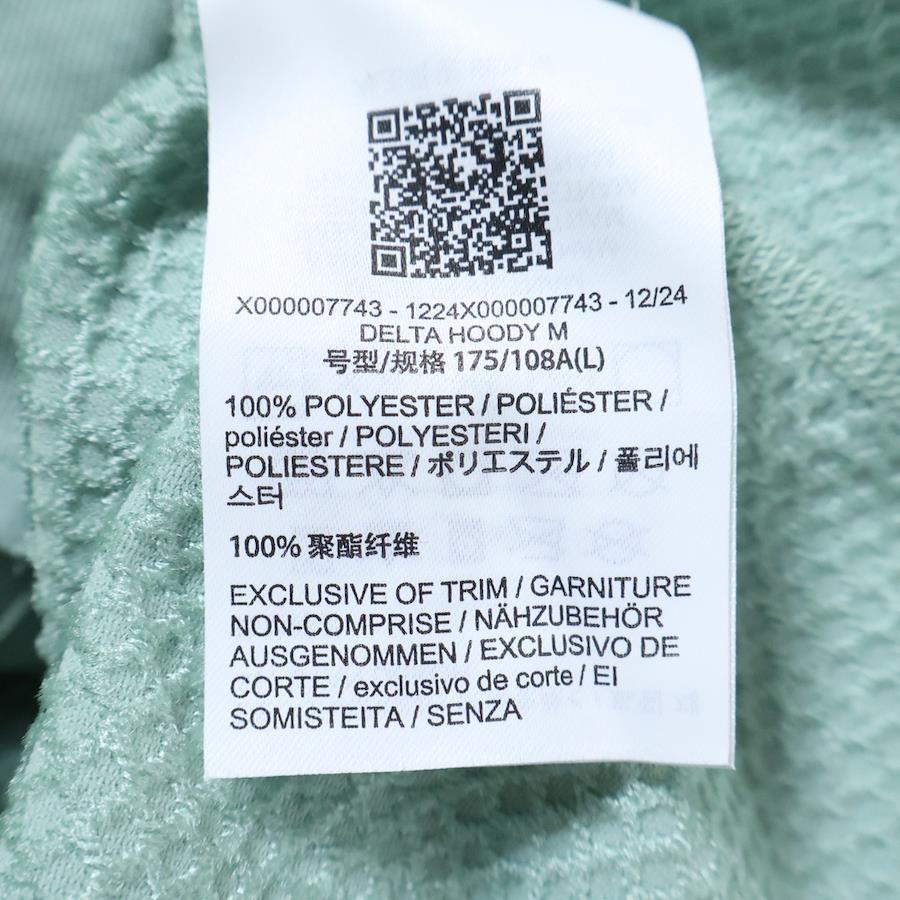 X000007743 - 1224X000007743 - 12/24
DELTA HOODY M
号型/规格 175/108A(L)
100% POLYESTER / POLIÉSTER /
poliéster / POLYESTERI /
POLIESTERE / ポリエステル / 폴리에
스터
100% 聚酯纤维
EXCLUSIVE OF TRIM / GARNITURE
NON-COMPRISE / NÄHZUBEHÖR
AUSGENOMMEN / EXCLUSIVO DE
CORTE / exclusivo de corte / EI
SOMISTEITA / SENZA